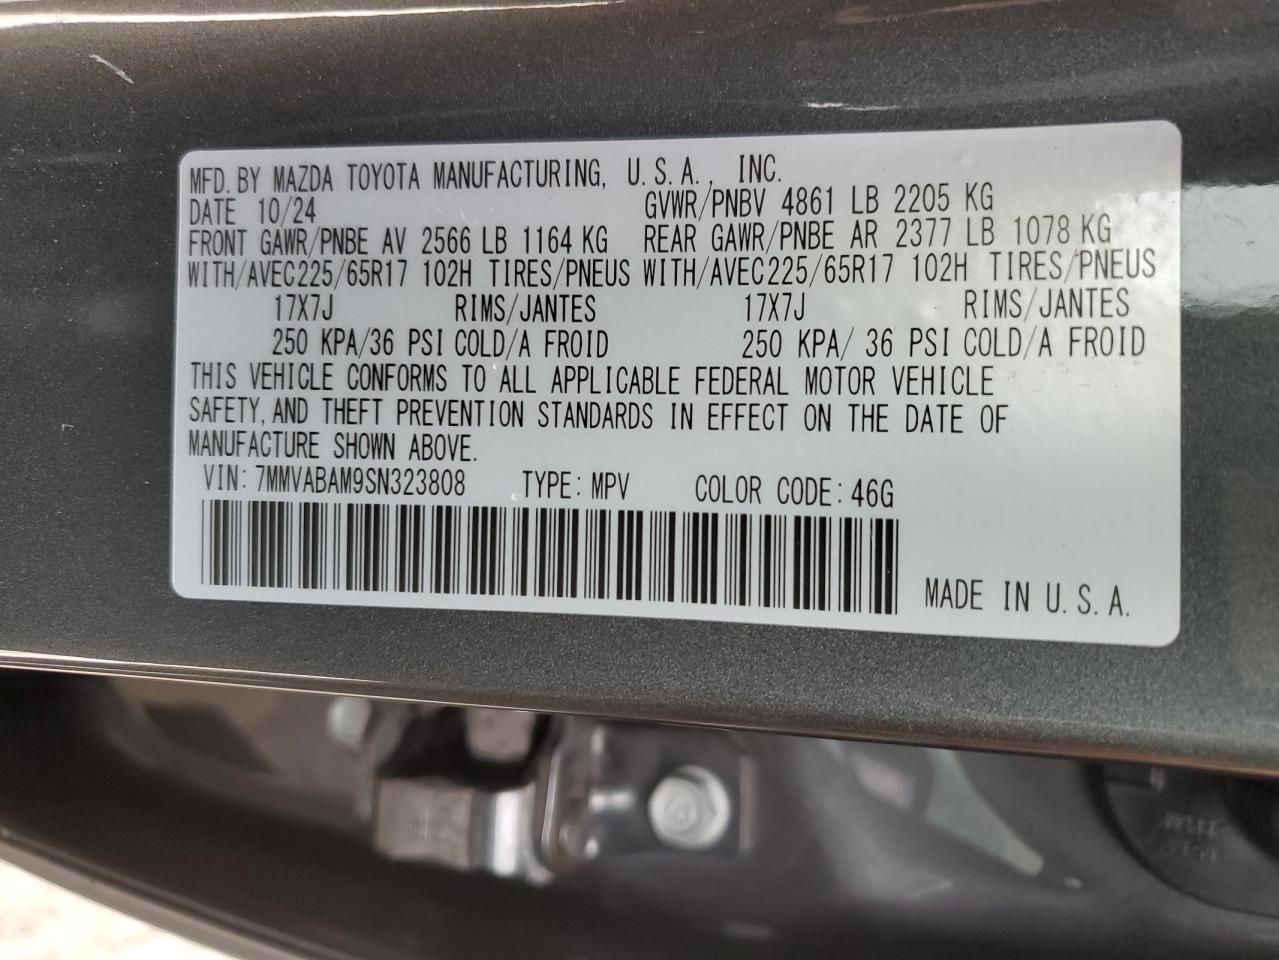 MFD. BY MAZDA TOYOTA MANUFACTURING, U.S.A., INC.
DATE 10/24 GVWR/PNBV 4861 LB 2205 KG
FRONT GAWR/PNBE AV 2566 LB 1164 KG REAR GAWR/PNBE AR 2377 LB 1078 KG
WITH/AVEC225/65R17 102H TIRES/PNEUS WITH/AVEC225/65R17 102H TIRES/PNEUS
17X7J RIMS/JANTES 17X7J RIMS/JANTES
250 KPA/36 PSI COLD/A FROID 250 KPA/ 36 PSI COLD/A FROID
THIS VEHICLE CONFORMS TO ALL APPLICABLE FEDERAL MOTOR VEHICLE
SAFETY, AND THEFT PREVENTION STANDARDS IN EFFECT ON THE DATE OF
MANUFACTURE SHOWN ABOVE.
VIN: 7MMVABAM9SN323808 TYPE: MPV COLOR CODE: 46G
MADE IN U.S.A.